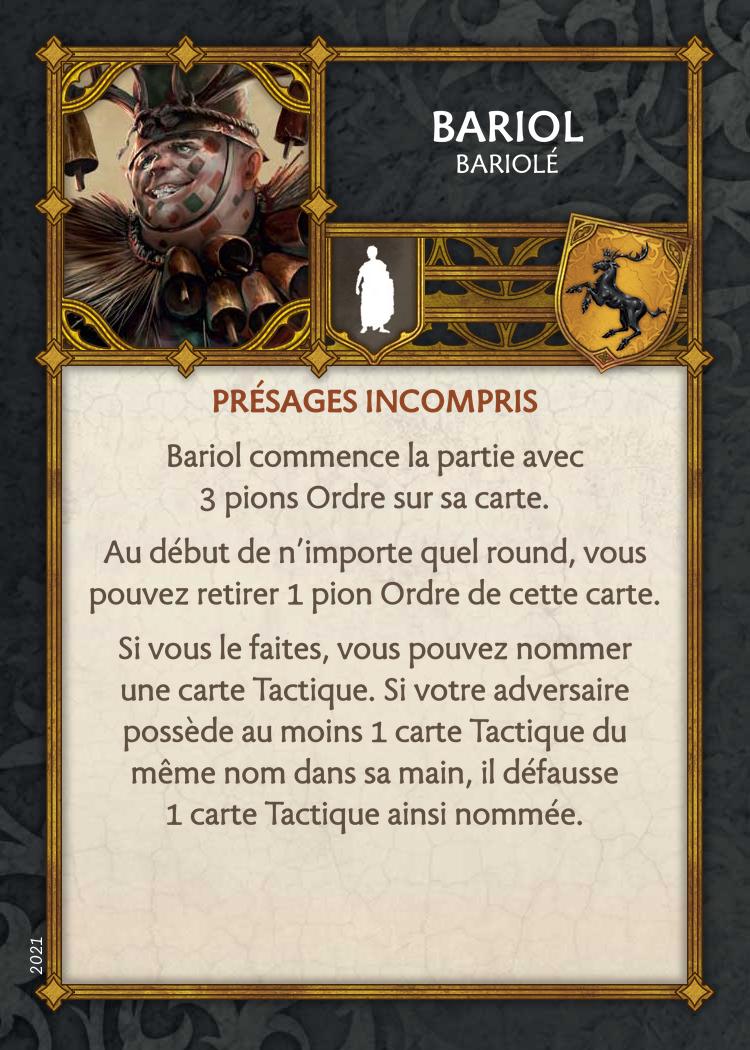 BARIOL
BARIOLÉ
PRÉSAGES INCOMPRIS
Bariol commence la partie avec
3 pions Ordre sur sa carte.
Au début de n’importe quel round, vous
pouvez retirer 1 pion Ordre de cette carte.
Si vous le faites, vous pouvez nommer
une carte Tactique. Si votre adversaire
possède au moins 1 carte Tactique du
même nom dans sa main, il défausse
1 carte Tactique ainsi nommée.
2021